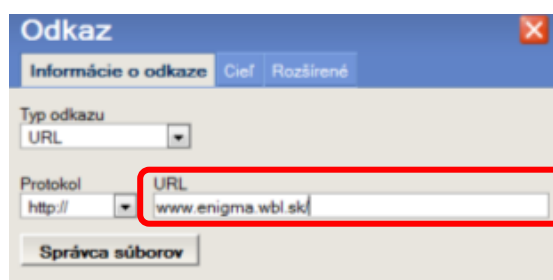 Odkaz
Informácie o odkaze Cieľ Rozšírené
Typ odkazu
URL
Protokol URL
http:// www.enigma.wbl.sk/
Správca súborov